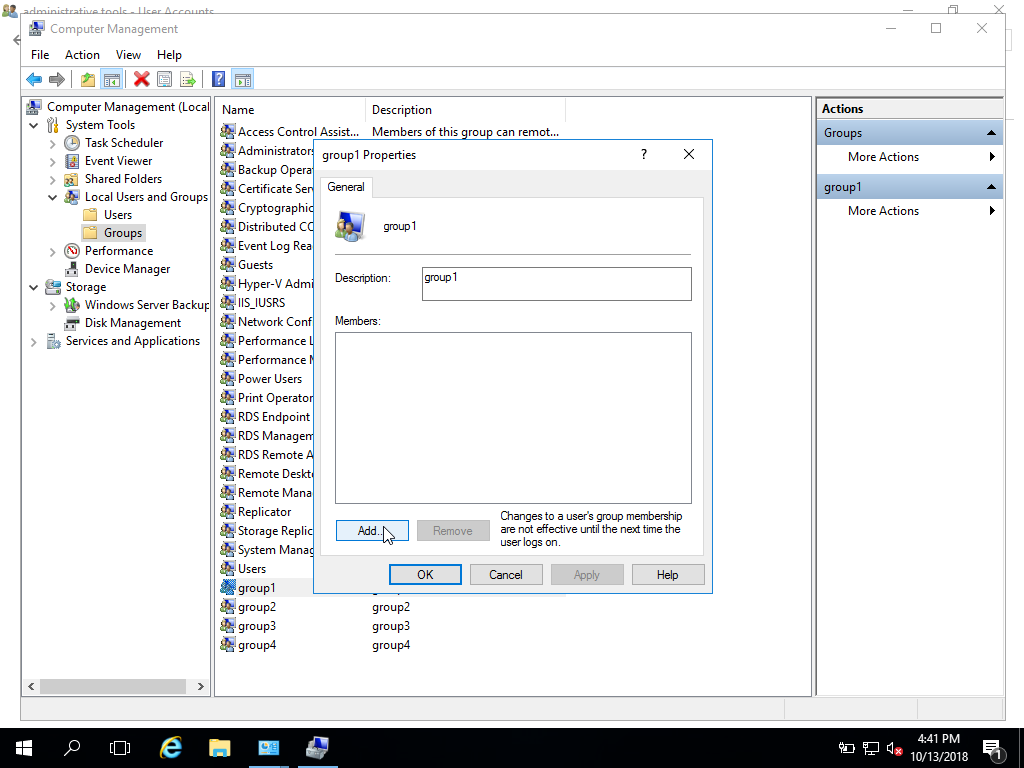 administrative tools - User Accounts
Computer Management
File Action View Help
Computer Management (Local
System Tools
Task Scheduler
Event Viewer
Shared Folders
Local Users and Groups
Users
Groups
Performance
Device Manager
Storage
Windows Server Backup
Disk Management
Services and Applications
Name Description
Access Control Assist... Members of this group can remot...
Administrators
Backup Opera
Certificate Serv
Cryptographic
Distributed CO
Event Log Rea
Guests
Hyper-V Admi
IIS_IUSRS
Network Conf
Performance L
Performance M
Power Users
Print Operator
RDS Endpoint
RDS Managem
RDS Remote A
Remote Deskto
Remote Mana
Replicator
Storage Replic
System Manag
Users
group1
group2 group2
group3 group3
group4 group4
group1 Properties
?
General
group1
Description: group1
Members:
Add... Remove
Changes to a user's group membership
are not effective until the next time the
user logs on.
OK Cancel Apply Help
Actions
Groups
More Actions
group1
More Actions
4:41 PM
10/13/2018
1